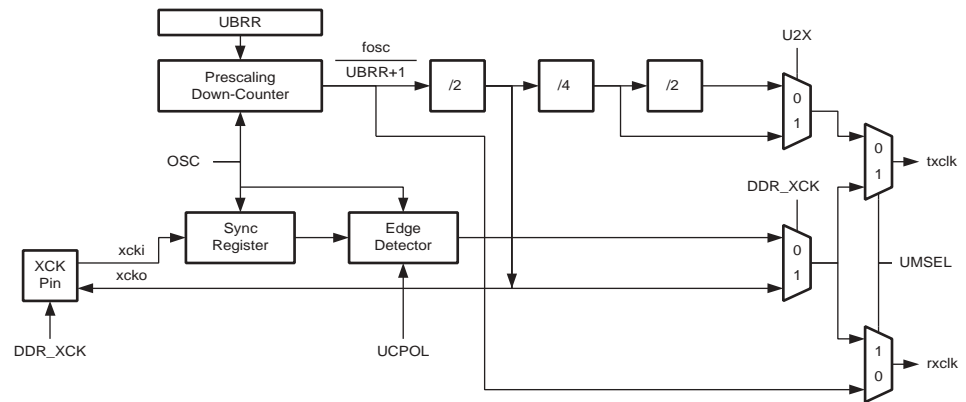 UBRR
fosc
U2X
Prescaling
Down-Counter
UBRR+1
/2
/4
/2
0
1
OSC
0
1
txclk
DDR_XCK
Sync
Register
Edge
Detector
xcki
0
1
XCK
Pin
xcko
UMSEL
DDR_XCK
UCPOL
1
0
rxclk